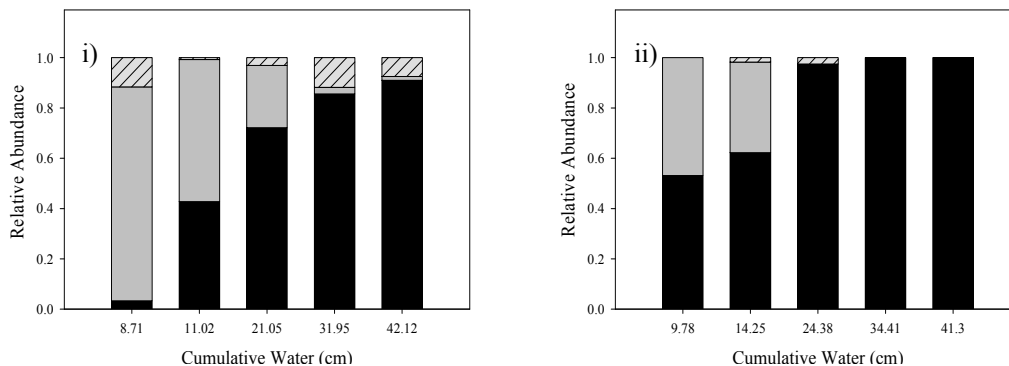 i)
Relative Abundance
1.0
0.8
0.6
0.4
0.2
0.0
8.71 11.02 21.05 31.95 42.12
Cumulative Water (cm)
ii)
Relative Abundance
1.0
0.8
0.6
0.4
0.2
0.0
9.78 14.25 24.38 34.41 41.3
Cumulative Water (cm)